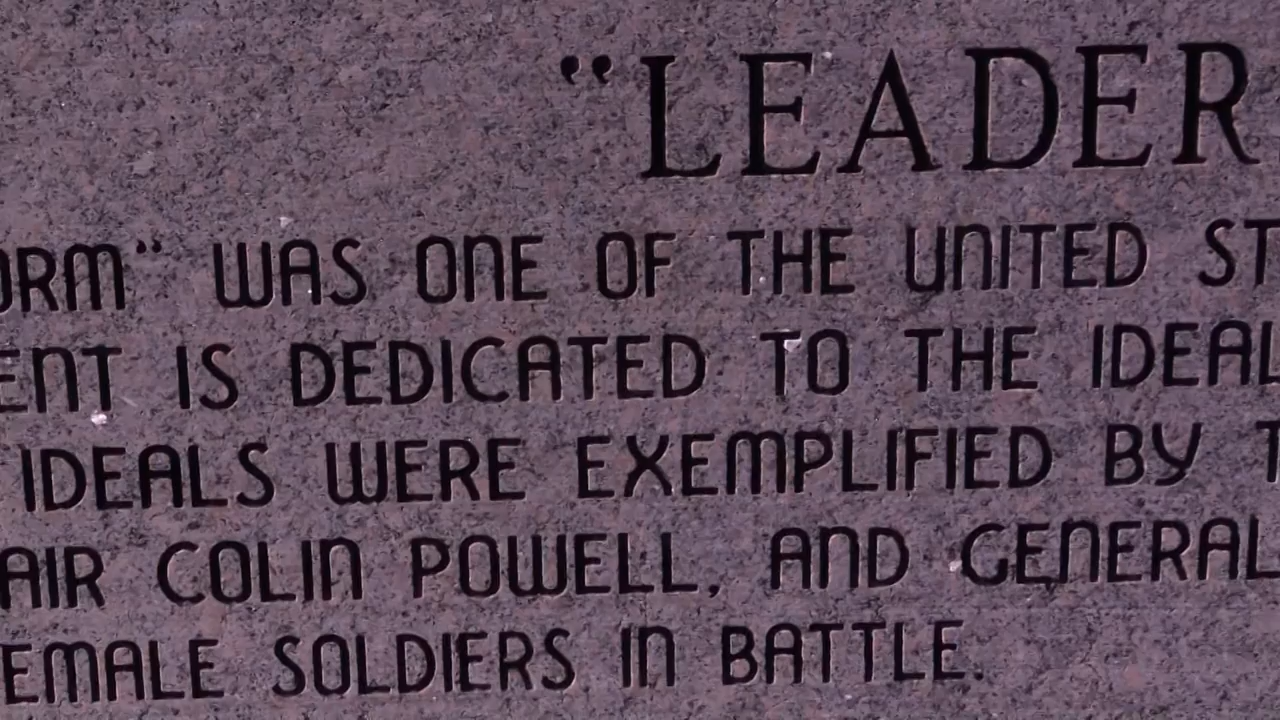 "LEADER
ORM" WAS ONE OF THE UNITED ST
ENT IS DEDICATED TO THE IDEAL
IDEALS WERE EXEMPLIFIED BY T
AIR COLIN POWELL, AND GENERAL
EMALE SOLDIERS IN BATTLE.